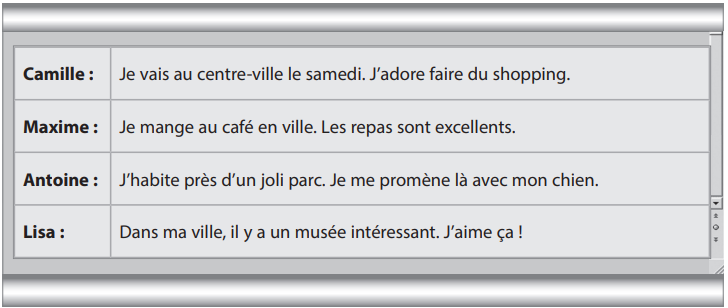 Camille : Je vais au centre-ville le samedi. J'adore faire du shopping.
Maxime : Je mange au café en ville. Les repas sont excellents.
Antoine : J'habite près d'un joli parc. Je me promène là avec mon chien.
Lisa : Dans ma ville, il y a un musée intéressant. J'aime ça !